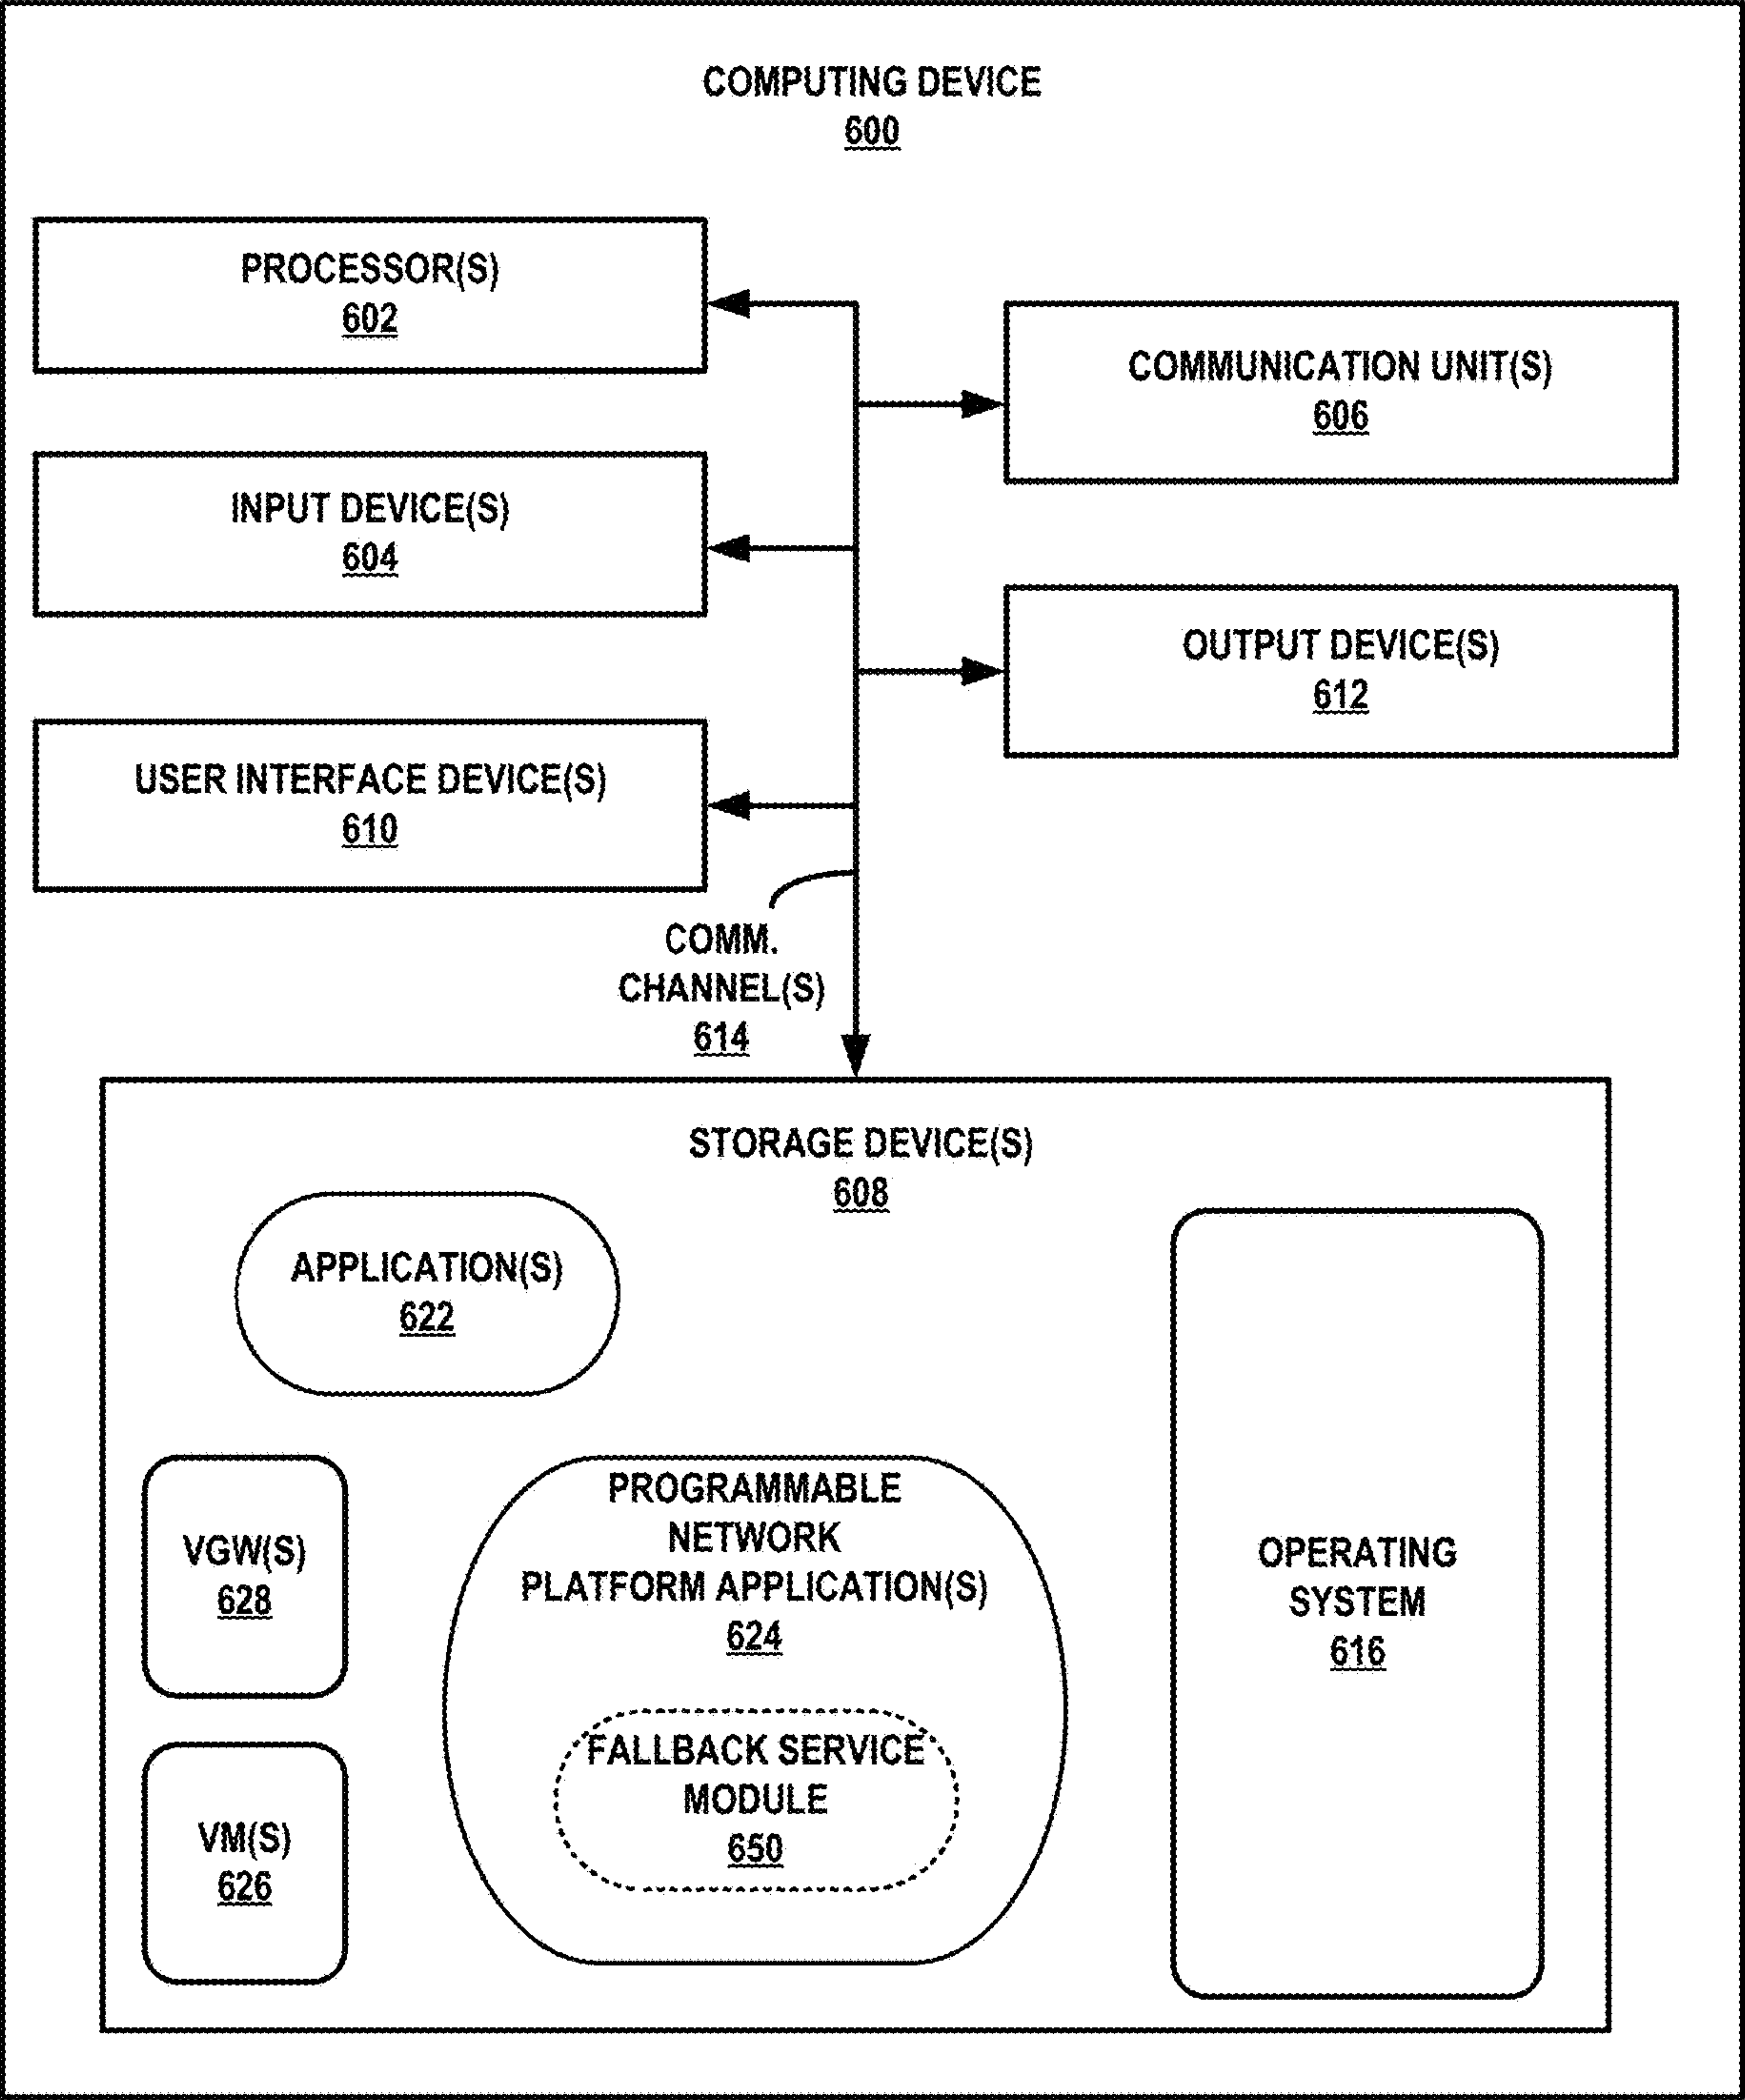 COMPUTING DEVICE
600
PROCESSOR(S)
602
COMMUNICATION UNIT(S)
606
INPUT DEVICE(S)
604
OUTPUT DEVICE(S)
612
USER INTERFACE DEVICE(S)
610
COMM.
CHANNEL(S)
614
STORAGE DEVICE(S)
608
APPLICATION(S)
622
VGW(S)
628
VM(S)
626
PROGRAMMABLE
NETWORK
PLATFORM APPLICATION(S)
624
FALLBACK SERVICE
MODULE
650
OPERATING
SYSTEM
616